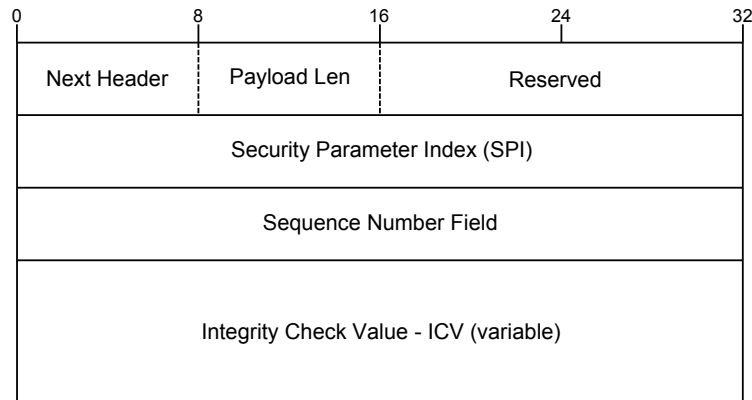 0 8 16 24 32
Next Header Payload Len Reserved
Security Parameter Index (SPI)
Sequence Number Field
Integrity Check Value - ICV (variable)